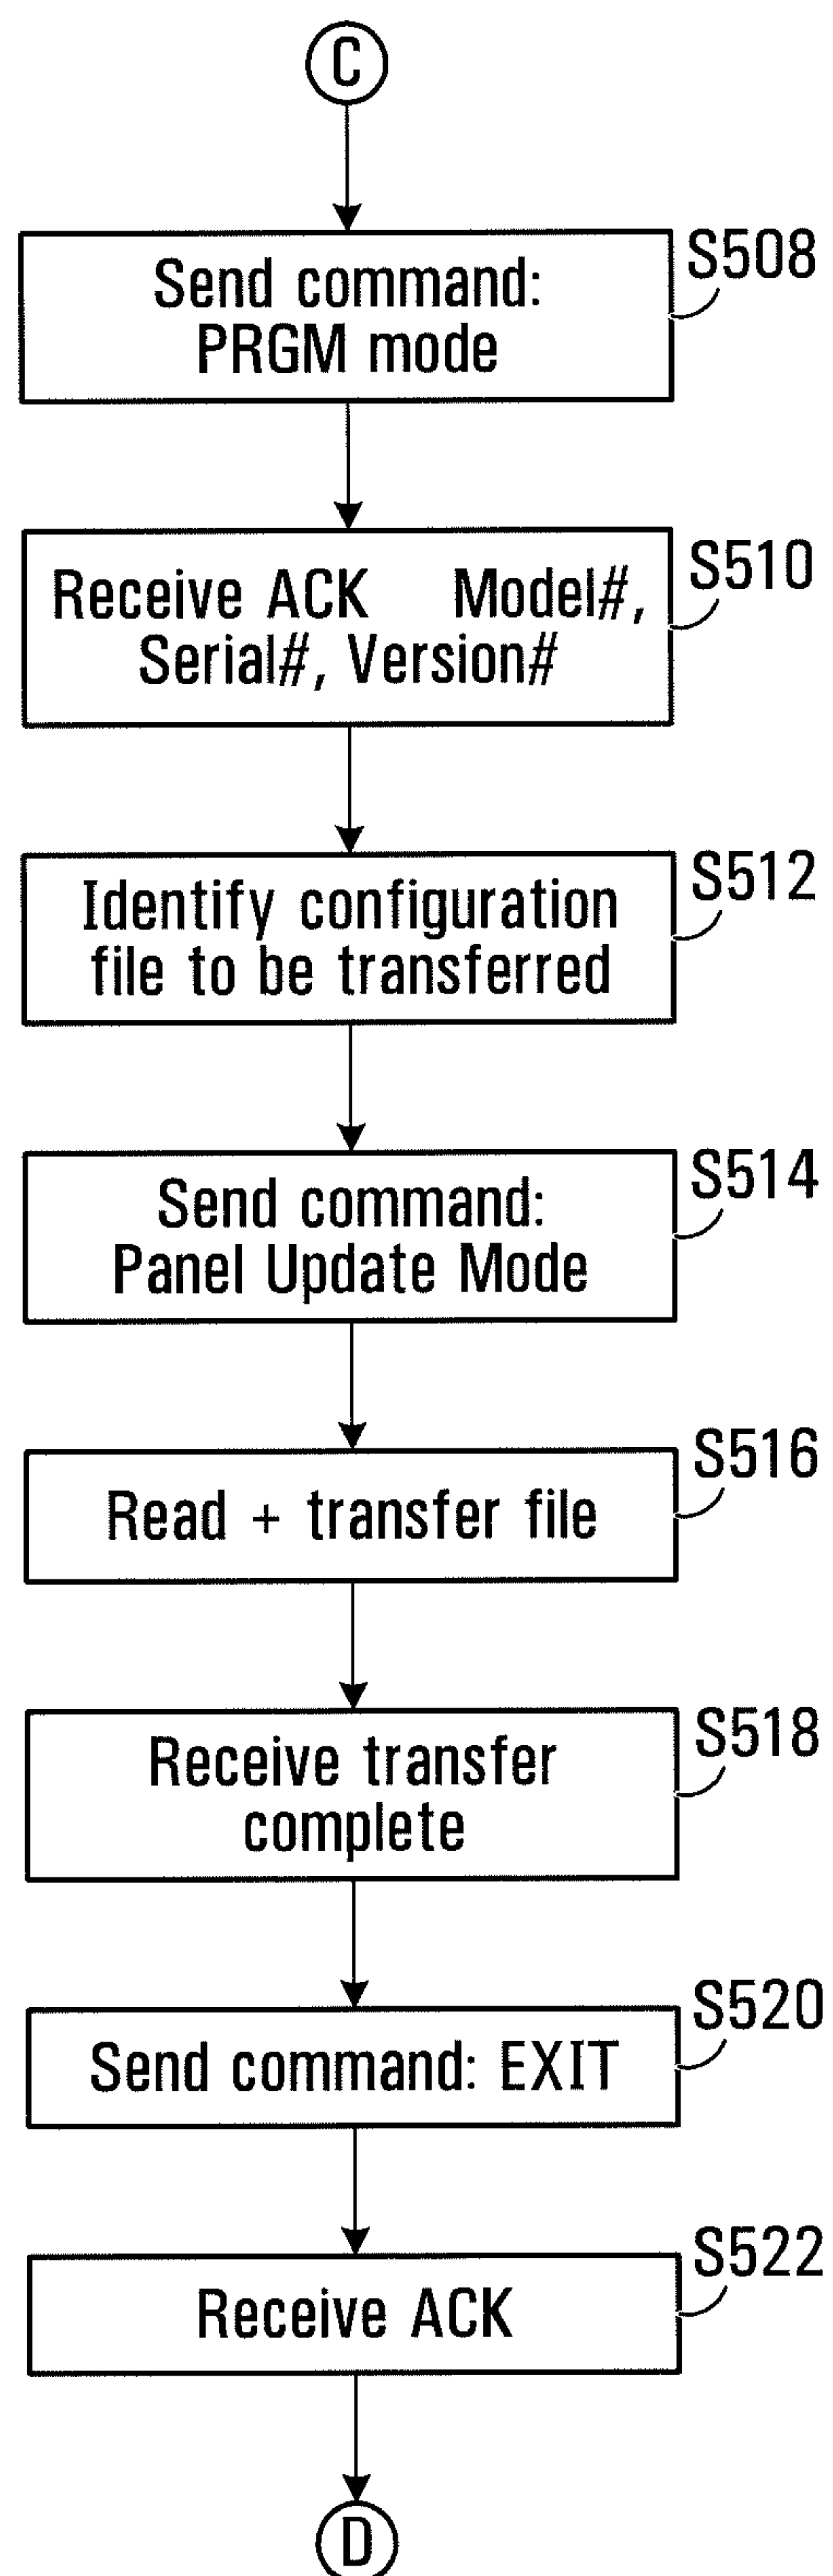 C
S508
Send command:
PRGM mode
S510
Receive ACK Model#,
Serial#, Version#
S512
Identify configuration
file to be transferred
S514
Send command:
Panel Update Mode
S516
Read + transfer file
S518
Receive transfer
complete
S520
Send command: EXIT
S522
Receive ACK
D